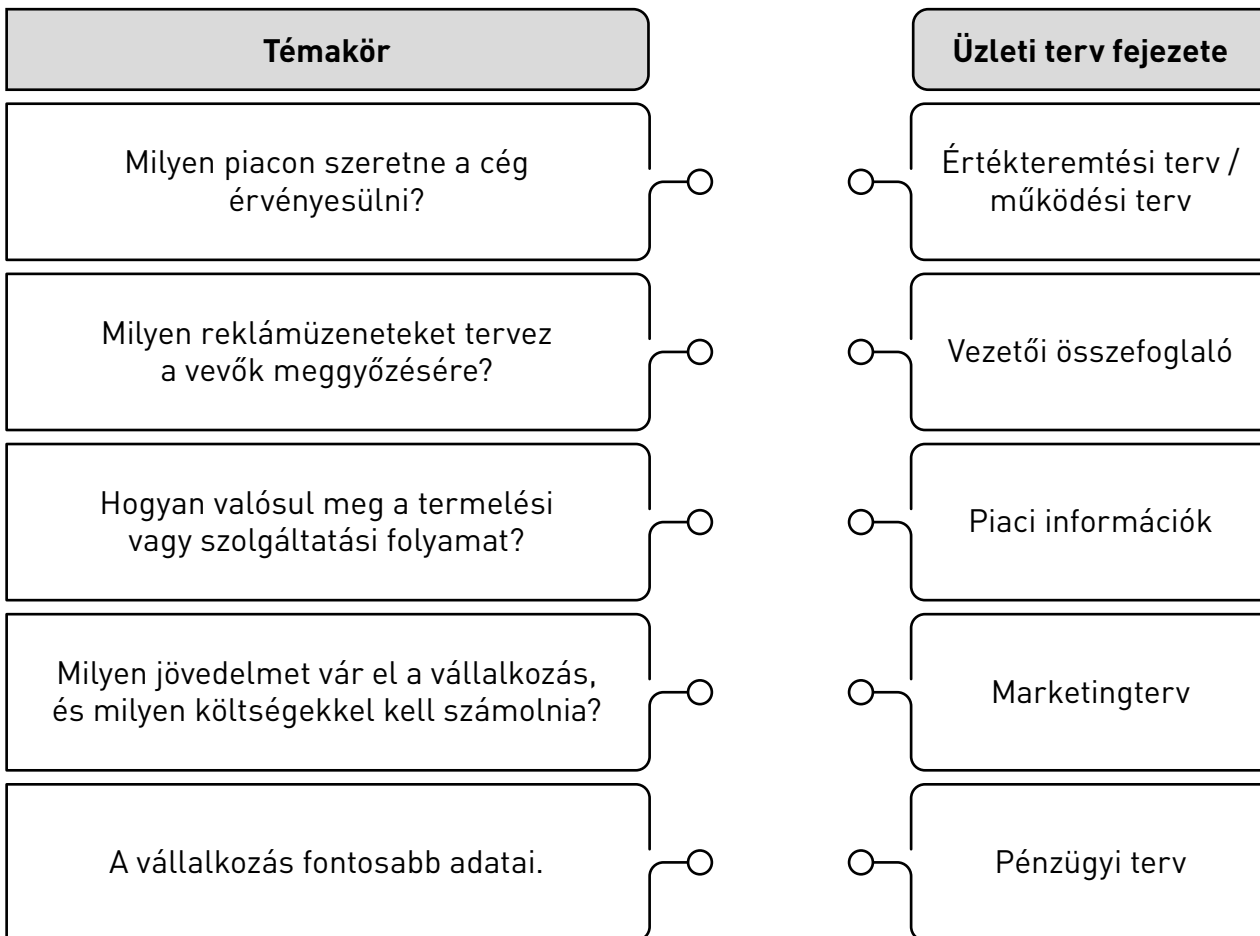 Témakör
Üzleti terv fejezete
Milyen piacon szeretne a cég
érvényesülni?
Értékteremtési terv /
működési terv
Milyen reklámüzeneteket tervez
a vevők meggyőzésére?
Vezetői összefoglaló
Hogyan valósul meg a termelési
vagy szolgáltatási folyamat?
Piaci információk
Milyen jövedelmet vár el a vállalkozás,
és milyen költségekkel kell számolnia?
Marketingterv
A vállalkozás fontosabb adatai.
Pénzügyi terv